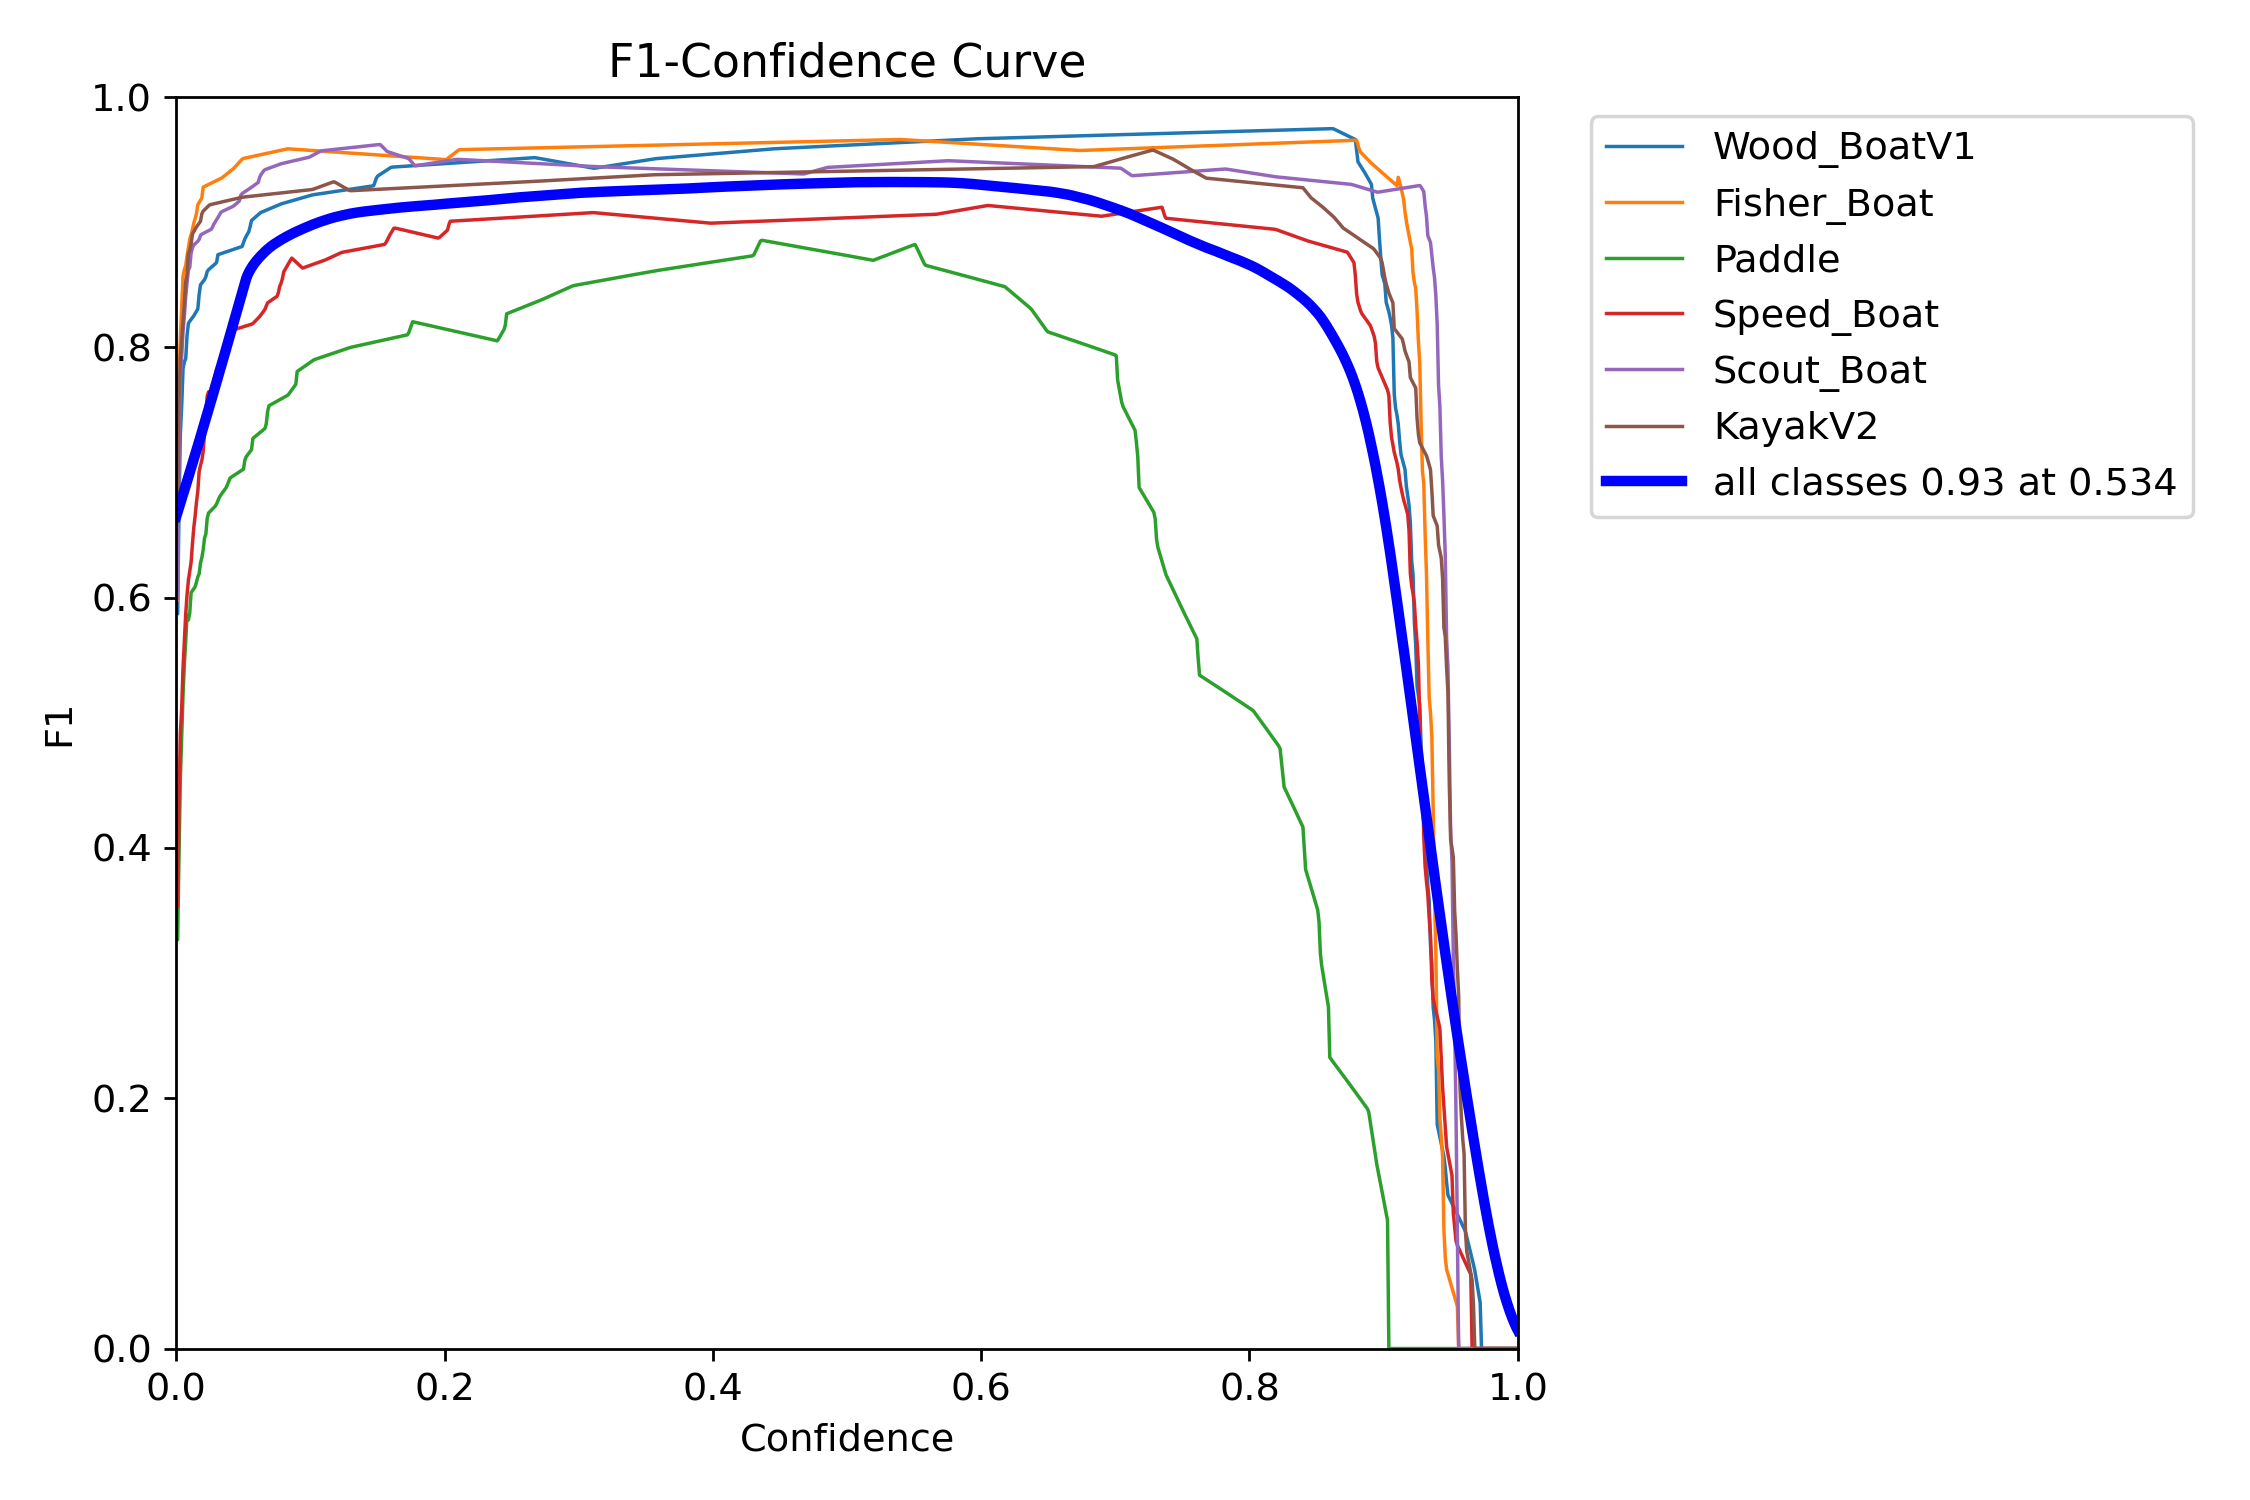 F1-Confidence Curve
1.0
0.8
0.6
0.4
0.2
0.0
F1
0.0 0.2 0.4 0.6 0.8 1.0
Confidence
Wood_BoatV1
Fisher_Boat
Paddle
Speed_Boat
Scout_Boat
KayakV2
all classes 0.93 at 0.534